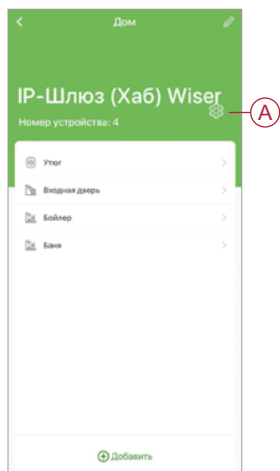 Дом
IP-Шлюз (Хаб) Wiser
A
Номер устройства: 4
Утюг
Входная дверь
Бойлер
Баня
Добавить